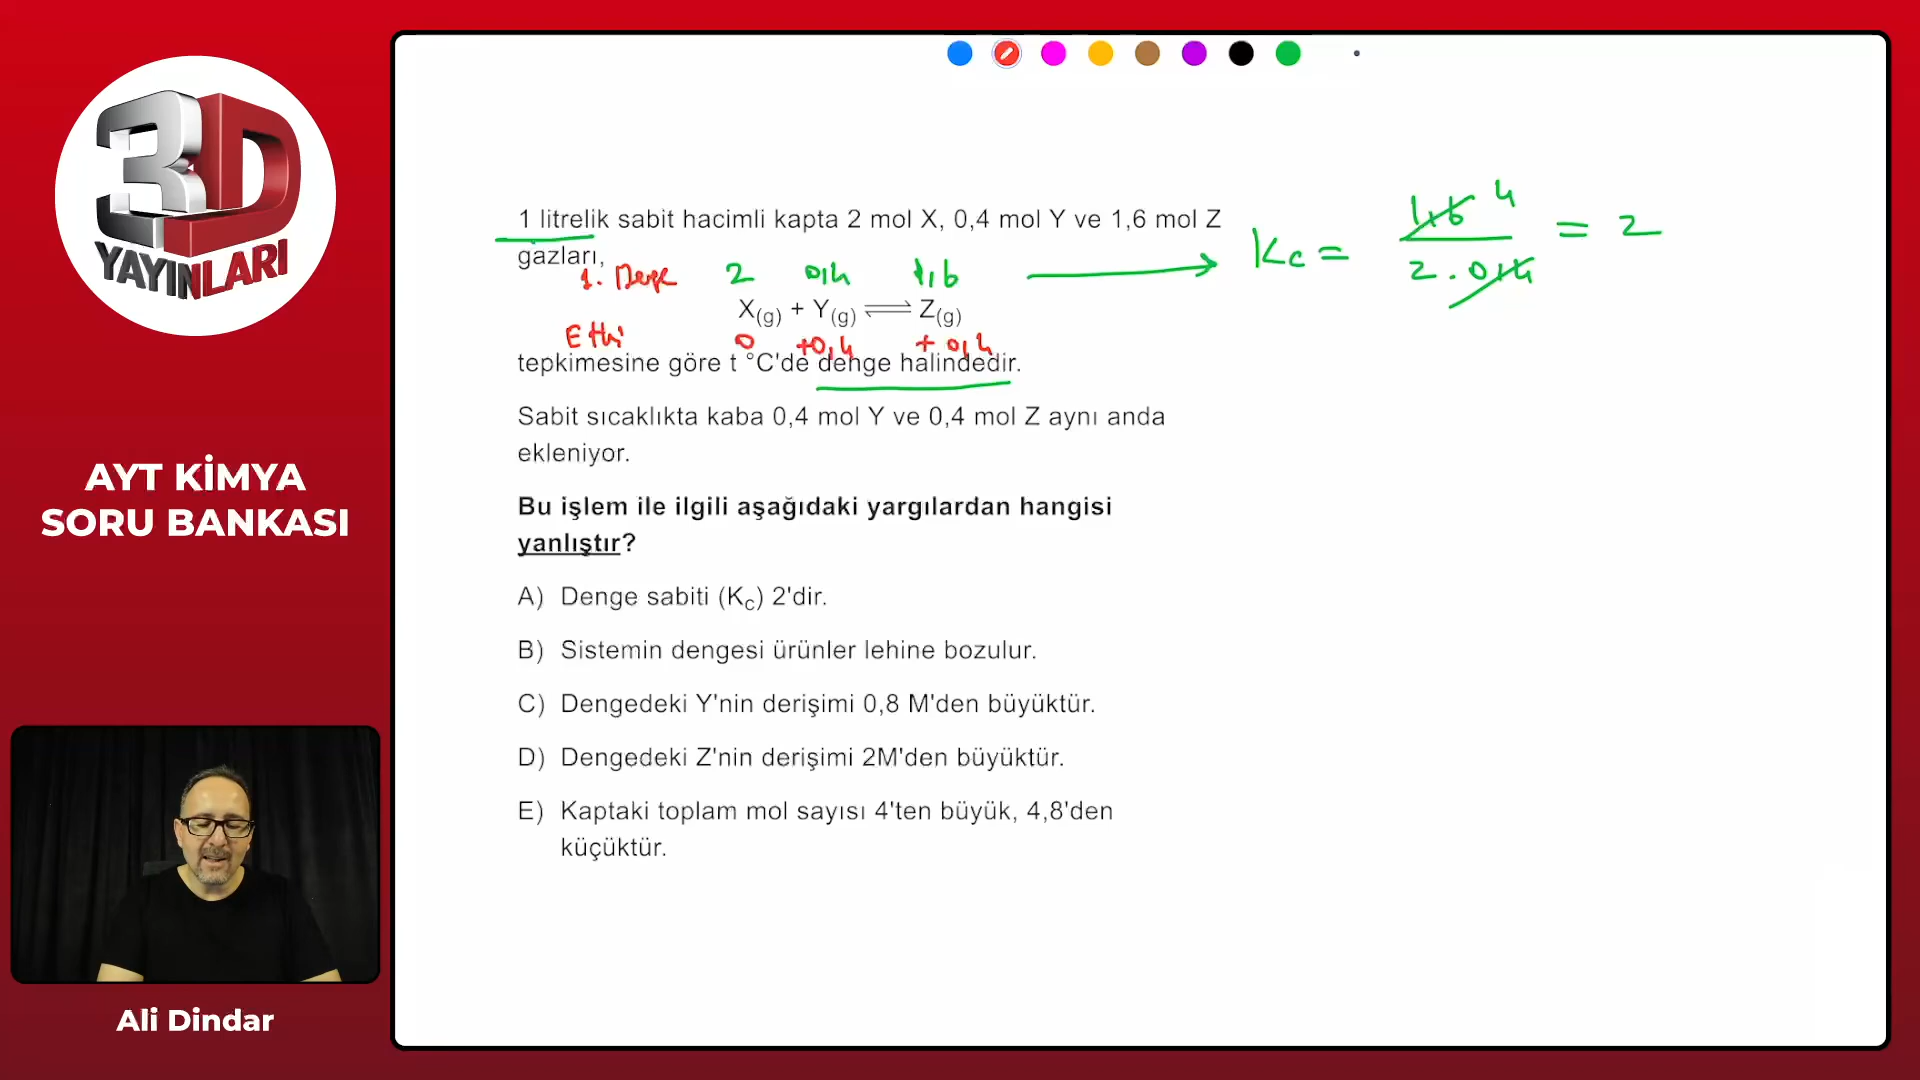 3D
YAYINLARI
AYT KİMYA
SORU BANKASI
Ali Dindar
1 litrelik sabit hacimli kapta 2 mol X, 0,4 mol Y ve 1,6 mol Z
gazları,
1. Denge 2 0,4 1,6
X(g) + Y(g) ⇌ Z(g)
Etki 0 +0,4 + 0,4
tepkimesine göre t °C'de denge halindedir.
Kc = 1,6 4 / 2 . 0,4 = 2
Sabit sıcaklıkta kaba 0,4 mol Y ve 0,4 mol Z aynı anda
ekleniyor.
Bu işlem ile ilgili aşağıdaki yargılardan hangisi
yanlıştır?
A) Denge sabiti (Kc) 2'dir.
B) Sistemin dengesi ürünler lehine bozulur.
C) Dengedeki Y'nin derişimi 0,8 M'den büyüktür.
D) Dengedeki Z'nin derişimi 2M'den büyüktür.
E) Kaptaki toplam mol sayısı 4'ten büyük, 4,8'den
küçüktür.